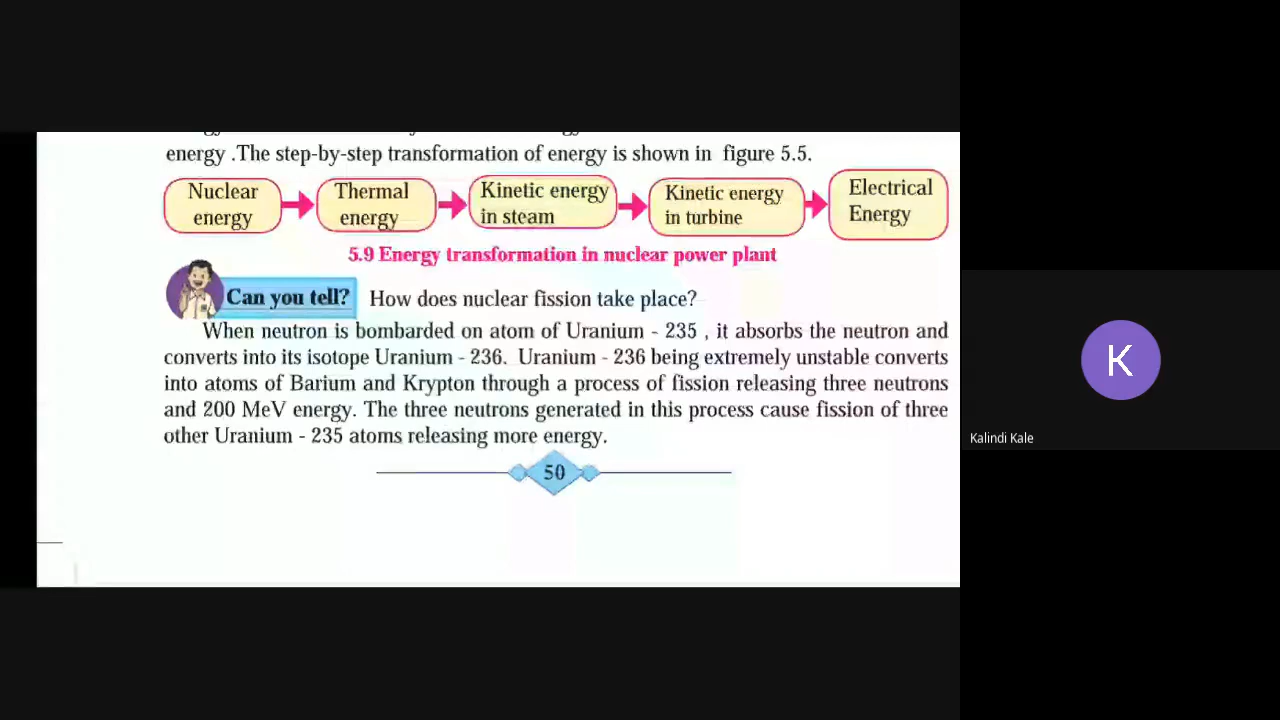 energy .The step-by-step transformation of energy is shown in figure 5.5.
Nuclear energy
Thermal energy
Kinetic energy in steam
Kinetic energy in turbine
Electrical Energy
5.9 Energy transformation in nuclear power plant
Can you tell? How does nuclear fission take place?
When neutron is bombarded on atom of Uranium - 235 , it absorbs the neutron and
converts into its isotope Uranium - 236. Uranium - 236 being extremely unstable converts
into atoms of Barium and Krypton through a process of fission releasing three neutrons
and 200 MeV energy. The three neutrons generated in this process cause fission of three
other Uranium - 235 atoms releasing more energy.
50
K
Kalindi Kale